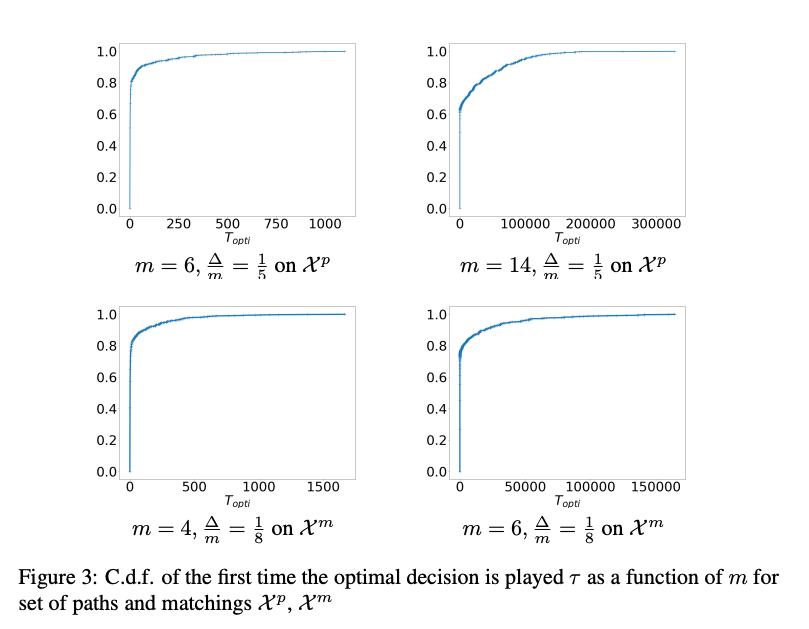 1.0 1.0
0.8 0.8
0.6 0.6
0.4 0.4
0.2 0.2
0.0 0.0
0 250 500 750 1000 0 100000 200000 300000
T_opti T_opti
m = 6, Δ/m = 1/5 on 𝒳^p m = 14, Δ/m = 1/5 on 𝒳^p
1.0 1.0
0.8 0.8
0.6 0.6
0.4 0.4
0.2 0.2
0.0 0.0
0 500 1000 1500 0 50000 100000 150000
T_opti T_opti
m = 4, Δ/m = 1/8 on 𝒳^m m = 6, Δ/m = 1/8 on 𝒳^m
Figure 3: C.d.f. of the first time the optimal decision is played τ as a function of m for
set of paths and matchings 𝒳^p, 𝒳^m